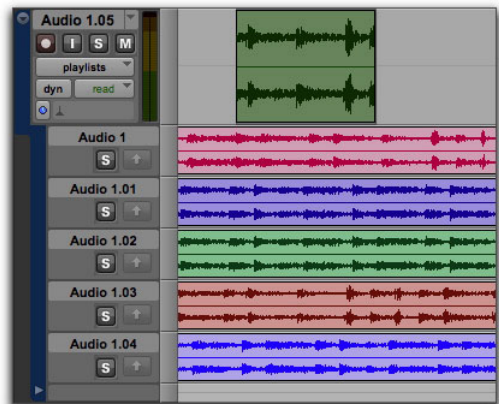 Audio 1.05
I S M
playlists
dyn read
Audio 1
S
Audio 1.01
S
Audio 1.02
S
Audio 1.03
S
Audio 1.04
S